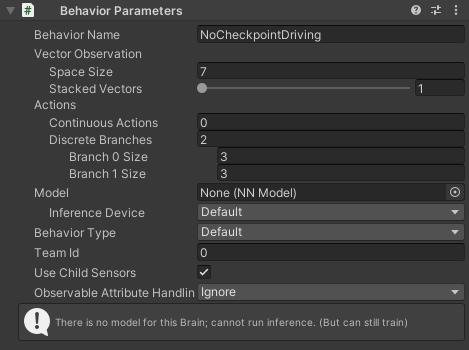 Behavior Parameters
Behavior Name NoCheckpointDriving
Vector Observation
Space Size 7
Stacked Vectors 1
Actions
Continuous Actions 0
Discrete Branches 2
Branch 0 Size 3
Branch 1 Size 3
Model None (NN Model)
Inference Device Default
Behavior Type Default
Team Id 0
Use Child Sensors
Observable Attribute Handlin Ignore
There is no model for this Brain; cannot run inference. (But can still train)